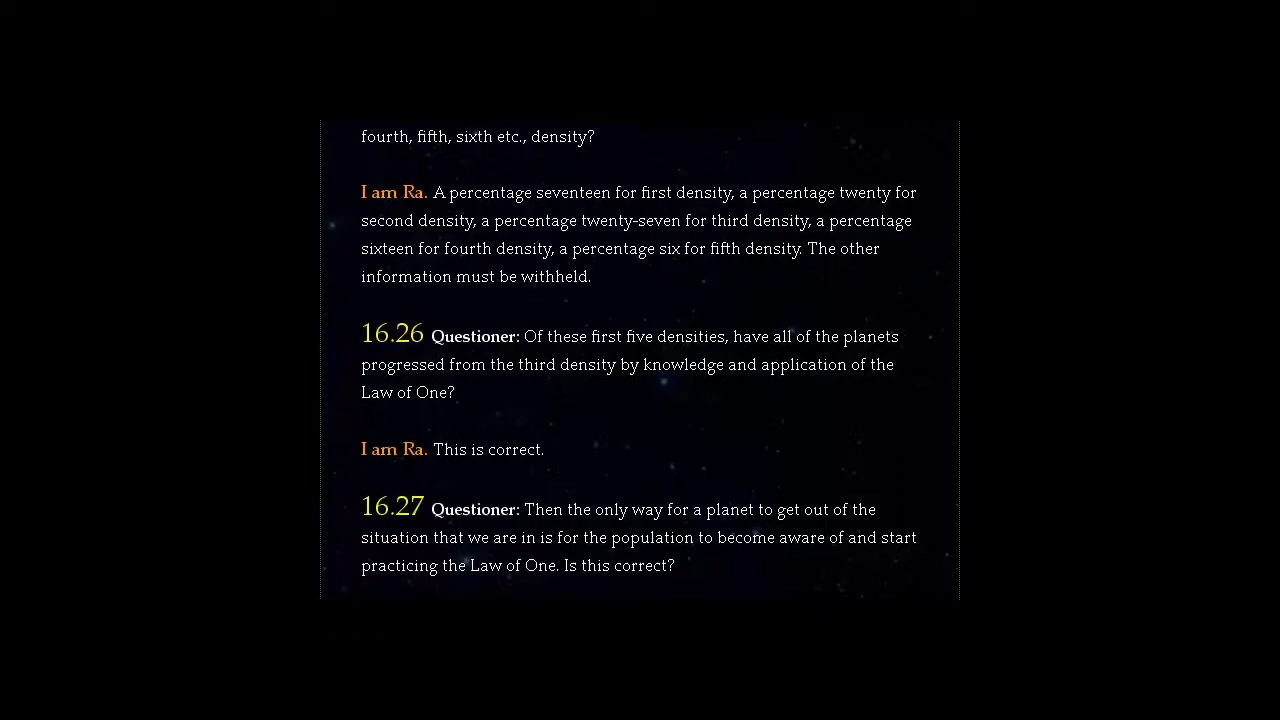 fourth, fifth, sixth etc., density?
I am Ra. A percentage seventeen for first density, a percentage twenty for
second density, a percentage twenty-seven for third density, a percentage
sixteen for fourth density, a percentage six for fifth density. The other
information must be withheld.
16.26 Questioner: Of these first five densities, have all of the planets
progressed from the third density by knowledge and application of the
Law of One?
I am Ra. This is correct.
16.27 Questioner: Then the only way for a planet to get out of the
situation that we are in is for the population to become aware of and start
practicing the Law of One. Is this correct?